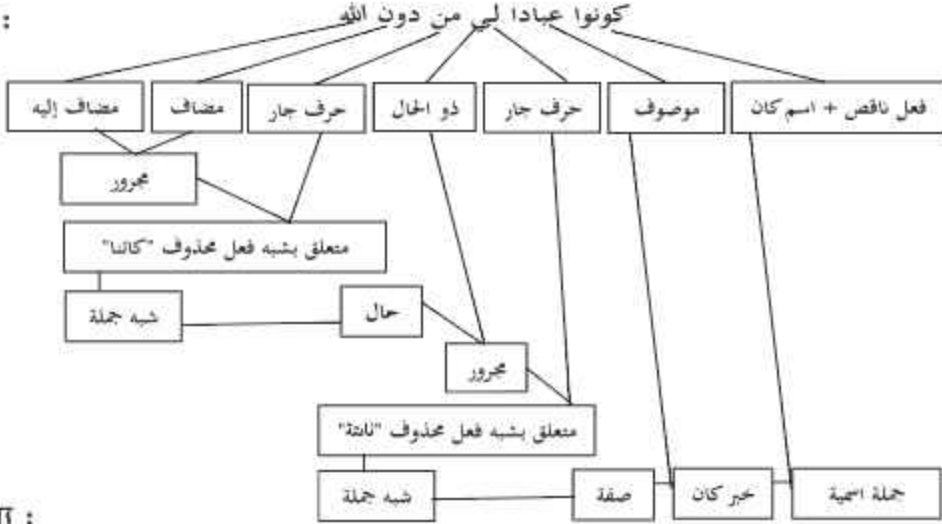 كونوا عبادا لي من دون الله
فعل ناقص + اسم كان
موصوف
حرف جار
ذو الحال
حرف جار
مضاف
مضاف إليه
مجرور
متعلق بشبه فعل محذوف "كائنا"
حال
شبه جملة
مجرور
متعلق بشبه فعل محذوف
جملة اسمية
خبر كان
صفة
شبه جملة